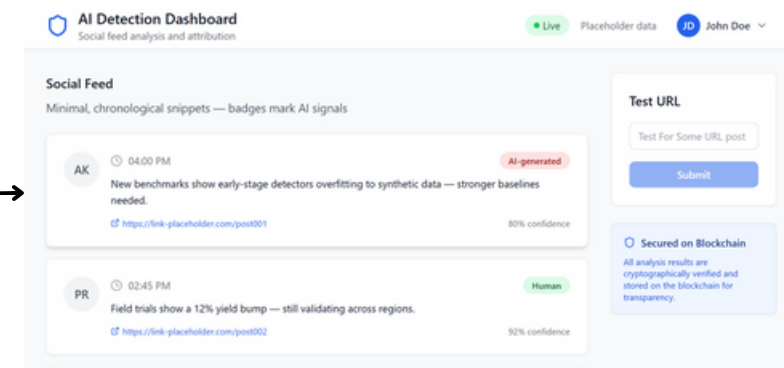 AI Detection Dashboard
Social feed analysis and attribution
Live
Placeholder data
JD
John Doe
Social Feed
Minimal, chronological snippets — badges mark AI signals
AK
04:00 PM
AI-generated
New benchmarks show early-stage detectors overfitting to synthetic data — stronger baselines
needed.
https://link-placeholder.com/post001
80% confidence
PR
02:45 PM
Human
Field trials show a 12% yield bump — still validating across regions.
https://link-placeholder.com/post002
92% confidence
Test URL
Test For Some URL post
Submit
Secured on Blockchain
All analysis results are
cryptographically verified and
stored on the blockchain for
transparency.